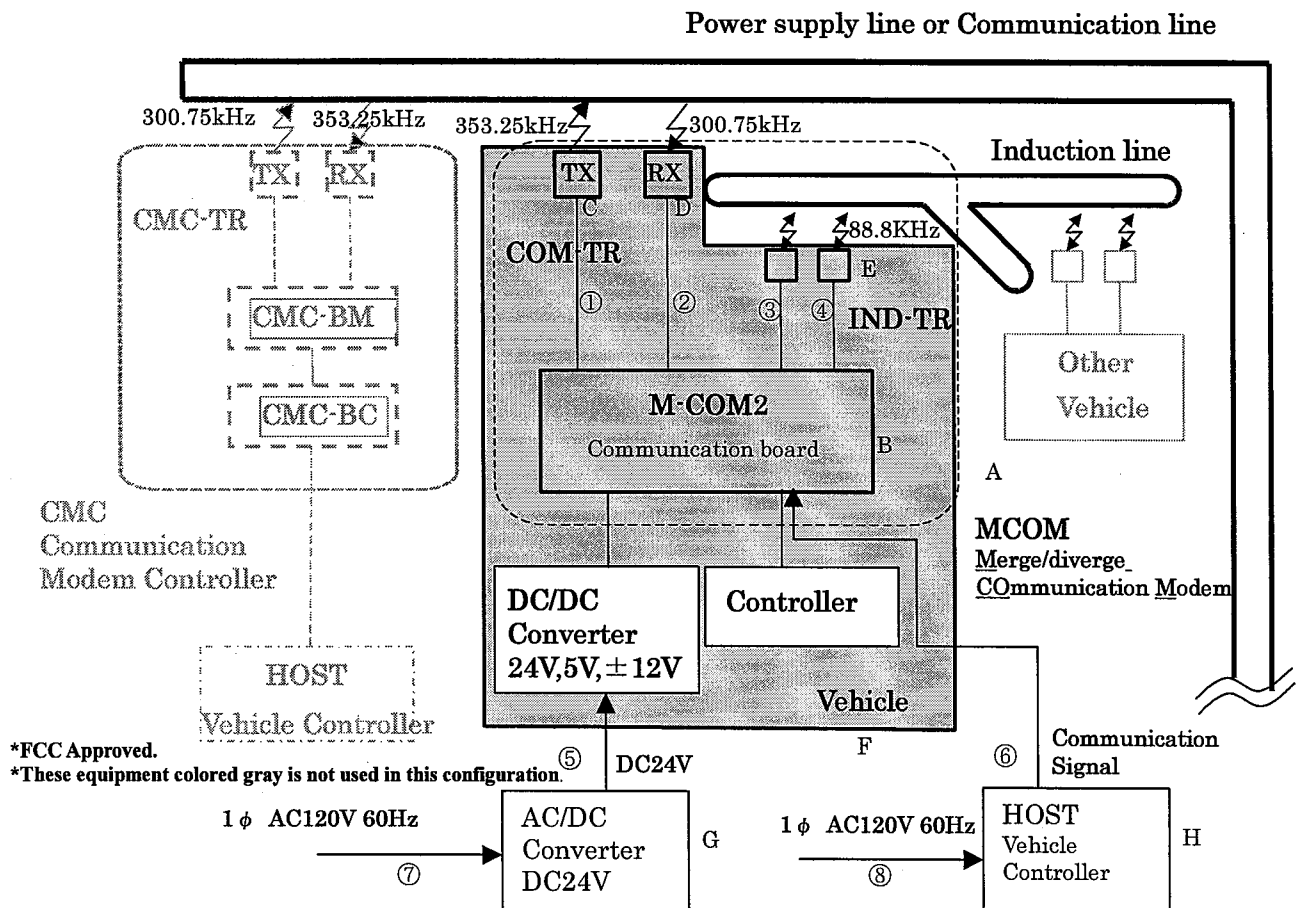 Power supply line or Communication line
300.75kHz
353.25kHz
353.25kHz
300.75kHz
TX
RX
CMC-TR
CMC-BM
CMC-BC
CMC
Communication
Modem Controller
HOST
Vehicle Controller
*FCC Approved.
*These equipment colored gray is not used in this configuration.
TX
RX
C
D
COM-TR
①
②
③
④
88.8KHz
E
IND-TR
Induction line
Other
Vehicle
A
M-COM2
Communication board
B
MCOM
Merge/diverge
COmmunication Modem
DC/DC
Converter
24V,5V,±12V
Controller
Vehicle
F
⑤
DC24V
⑥
Communication
Signal
1φ AC120V 60Hz
⑦
AC/DC
Converter
DC24V
G
1φ AC120V 60Hz
⑧
HOST
Vehicle
Controller
H